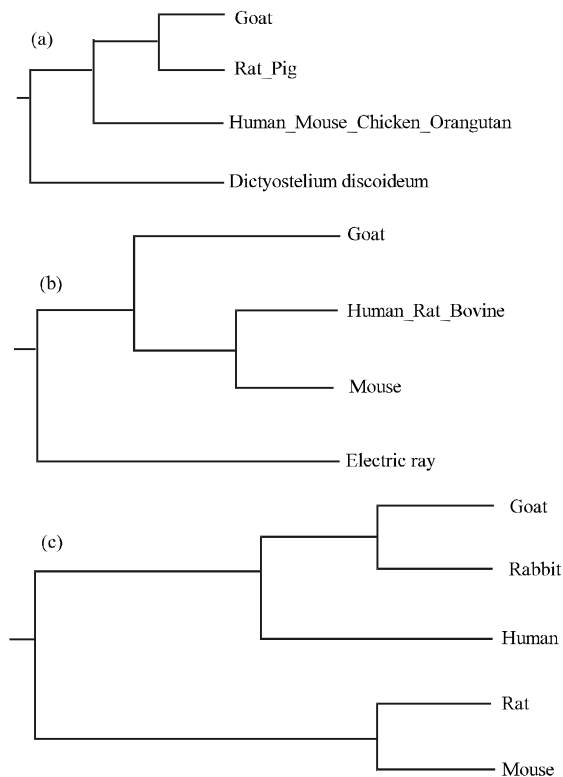 (a)
Goat
Rat_Pig
Human_Mouse_Chicken_Orangutan
Dictyostelium discoideum
(b)
Goat
Human_Rat_Bovine
Mouse
Electric ray
(c)
Goat
Rabbit
Human
Rat
Mouse